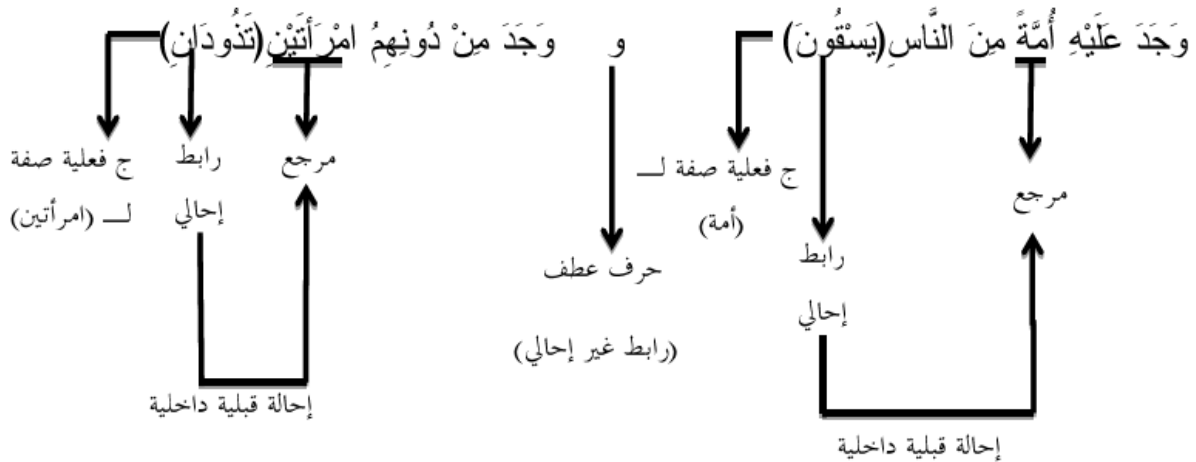 وَجَدَ عَلَيْهِ أُمَّةً مِنَ النَّاسِ(يَسْقُونَ) و وَجَدَ مِنْ دُونِهِمُ امْرَأَتَيْنِ(تَذُودَانِ)
مرجع
ج فعلية صفة لـــ
(أمة)
رابط
إحالي
إحالة قبلية داخلية
حرف عطف
(رابط غير إحالي)
مرجع
رابط
إحالي
ج فعلية صفة
لـــ (امرأتين)
إحالة قبلية داخلية